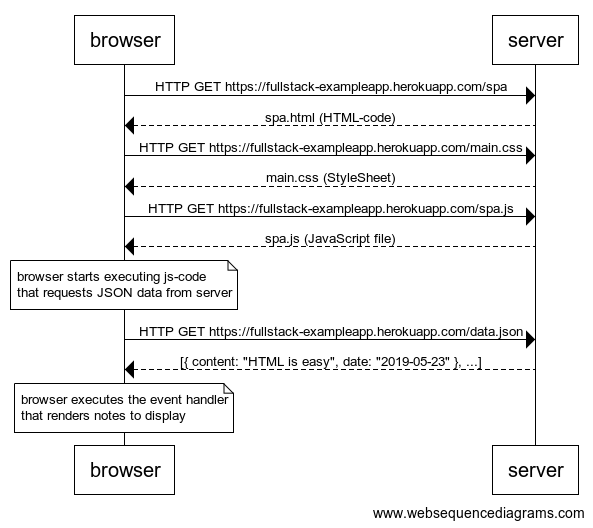 browser server
HTTP GET https://fullstack-exampleapp.herokuapp.com/spa
spa.html (HTML-code)
HTTP GET https://fullstack-exampleapp.herokuapp.com/main.css
main.css (StyleSheet)
HTTP GET https://fullstack-exampleapp.herokuapp.com/spa.js
spa.js (JavaScript file)
browser starts executing js-code
that requests JSON data from server
HTTP GET https://fullstack-exampleapp.herokuapp.com/data.json
[{ content: "HTML is easy", date: "2019-05-23" }, ...]
browser executes the event handler
that renders notes to display
browser server
www.websequencediagrams.com